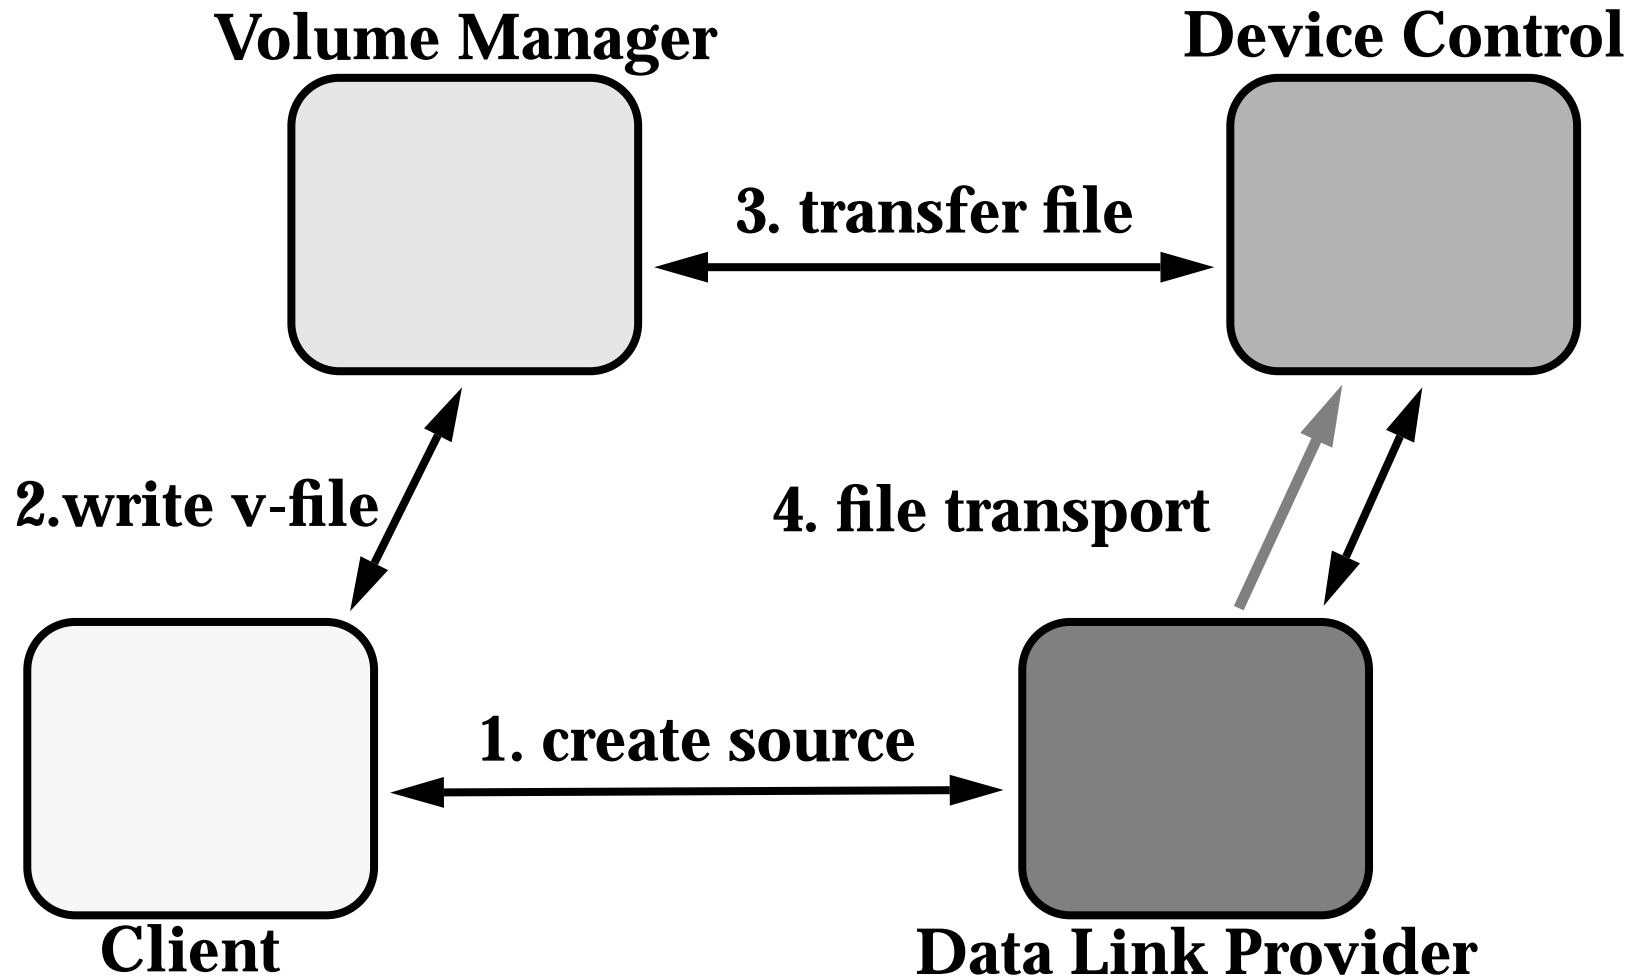 Volume Manager
Device Control
3. transfer file
2.write v-file
4. file transport
1. create source
Client
Data Link Provider